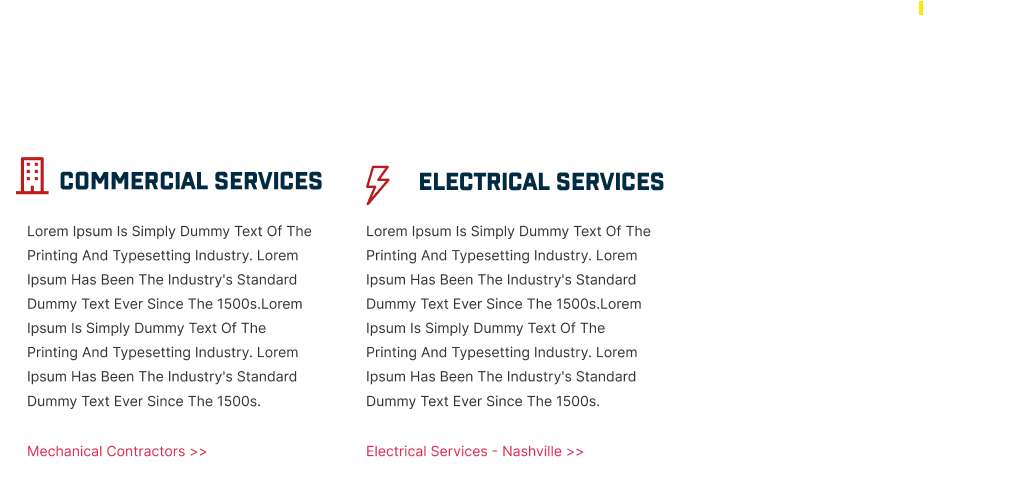 COMMERCIAL SERVICES
Lorem Ipsum Is Simply Dummy Text Of The
Printing And Typesetting Industry. Lorem
Ipsum Has Been The Industry's Standard
Dummy Text Ever Since The 1500s.Lorem
Ipsum Is Simply Dummy Text Of The
Printing And Typesetting Industry. Lorem
Ipsum Has Been The Industry's Standard
Dummy Text Ever Since The 1500s.
Mechanical Contractors >>
ELECTRICAL SERVICES
Lorem Ipsum Is Simply Dummy Text Of The
Printing And Typesetting Industry. Lorem
Ipsum Has Been The Industry's Standard
Dummy Text Ever Since The 1500s.Lorem
Ipsum Is Simply Dummy Text Of The
Printing And Typesetting Industry. Lorem
Ipsum Has Been The Industry's Standard
Dummy Text Ever Since The 1500s.
Electrical Services - Nashville >>